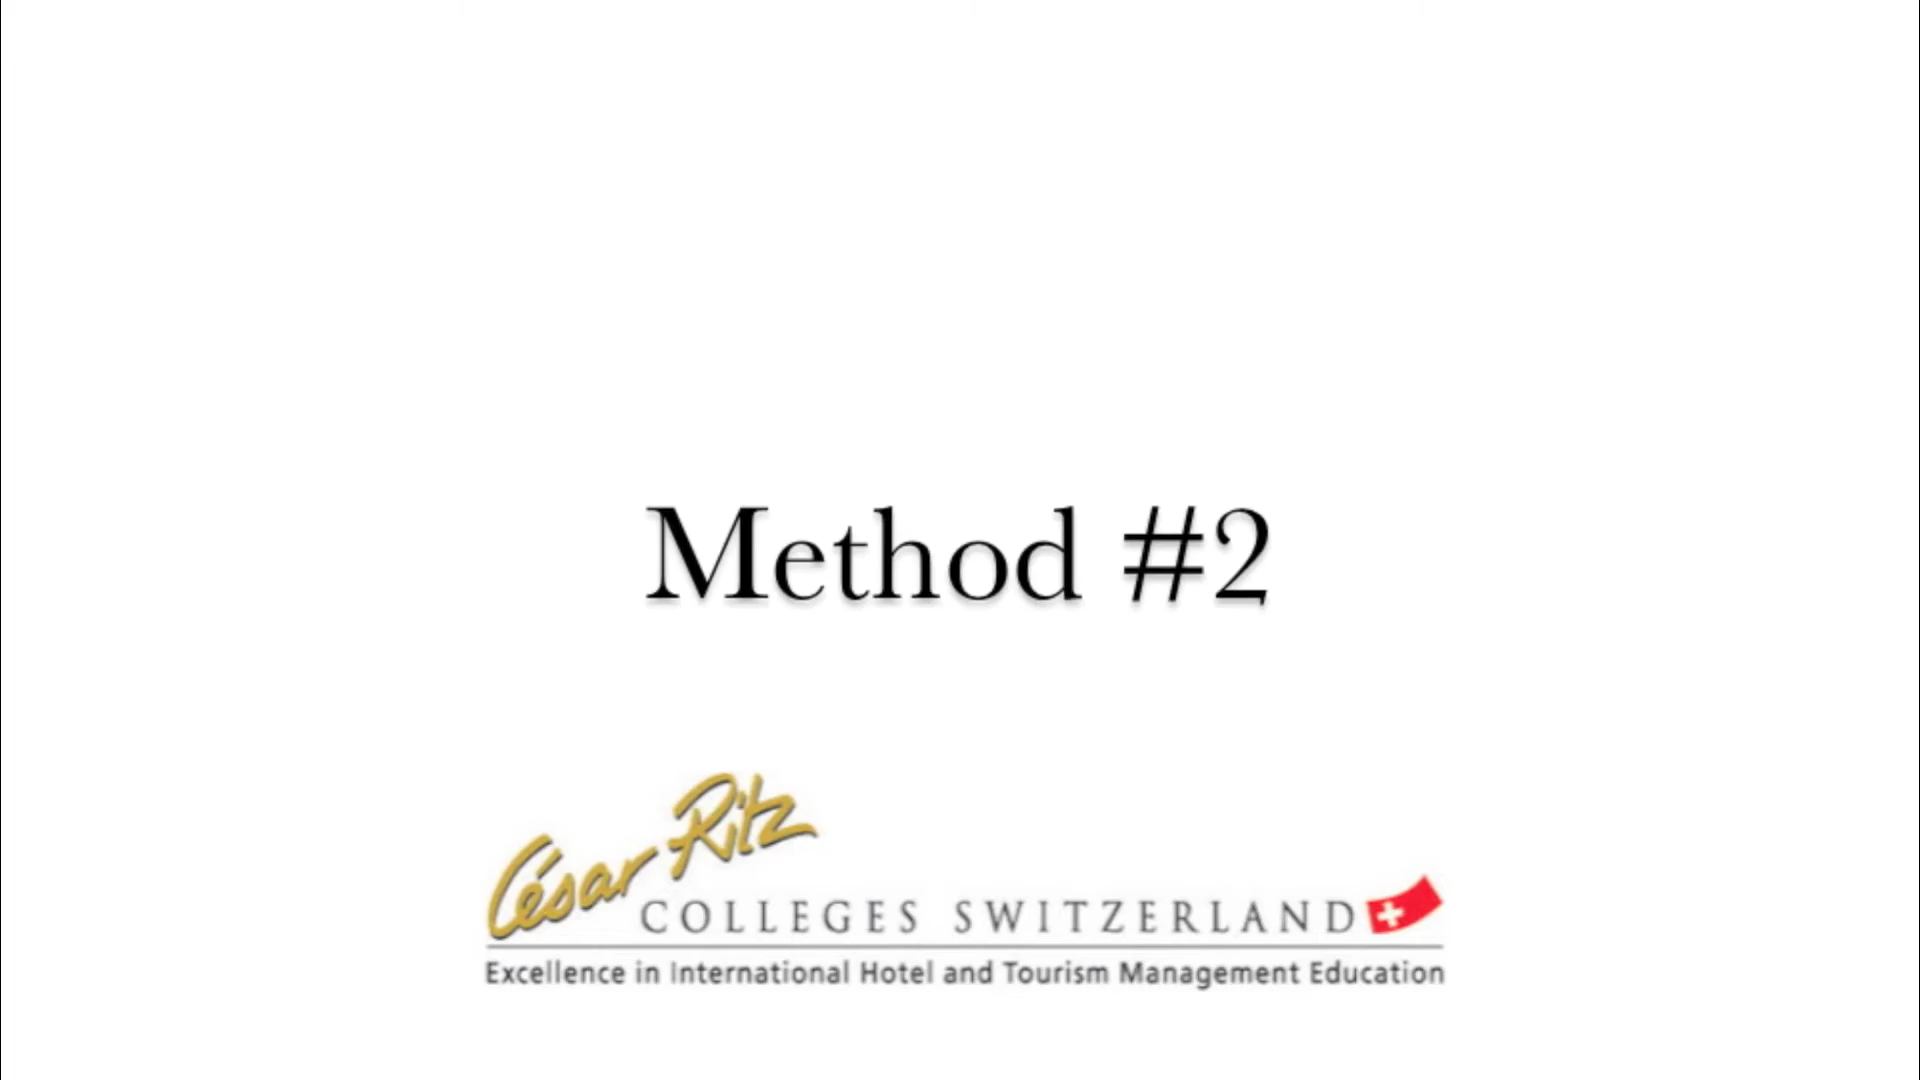 Method #2
César Ritz
COLLEGES SWITZERLAND
Excellence in International Hotel and Tourism Management Education